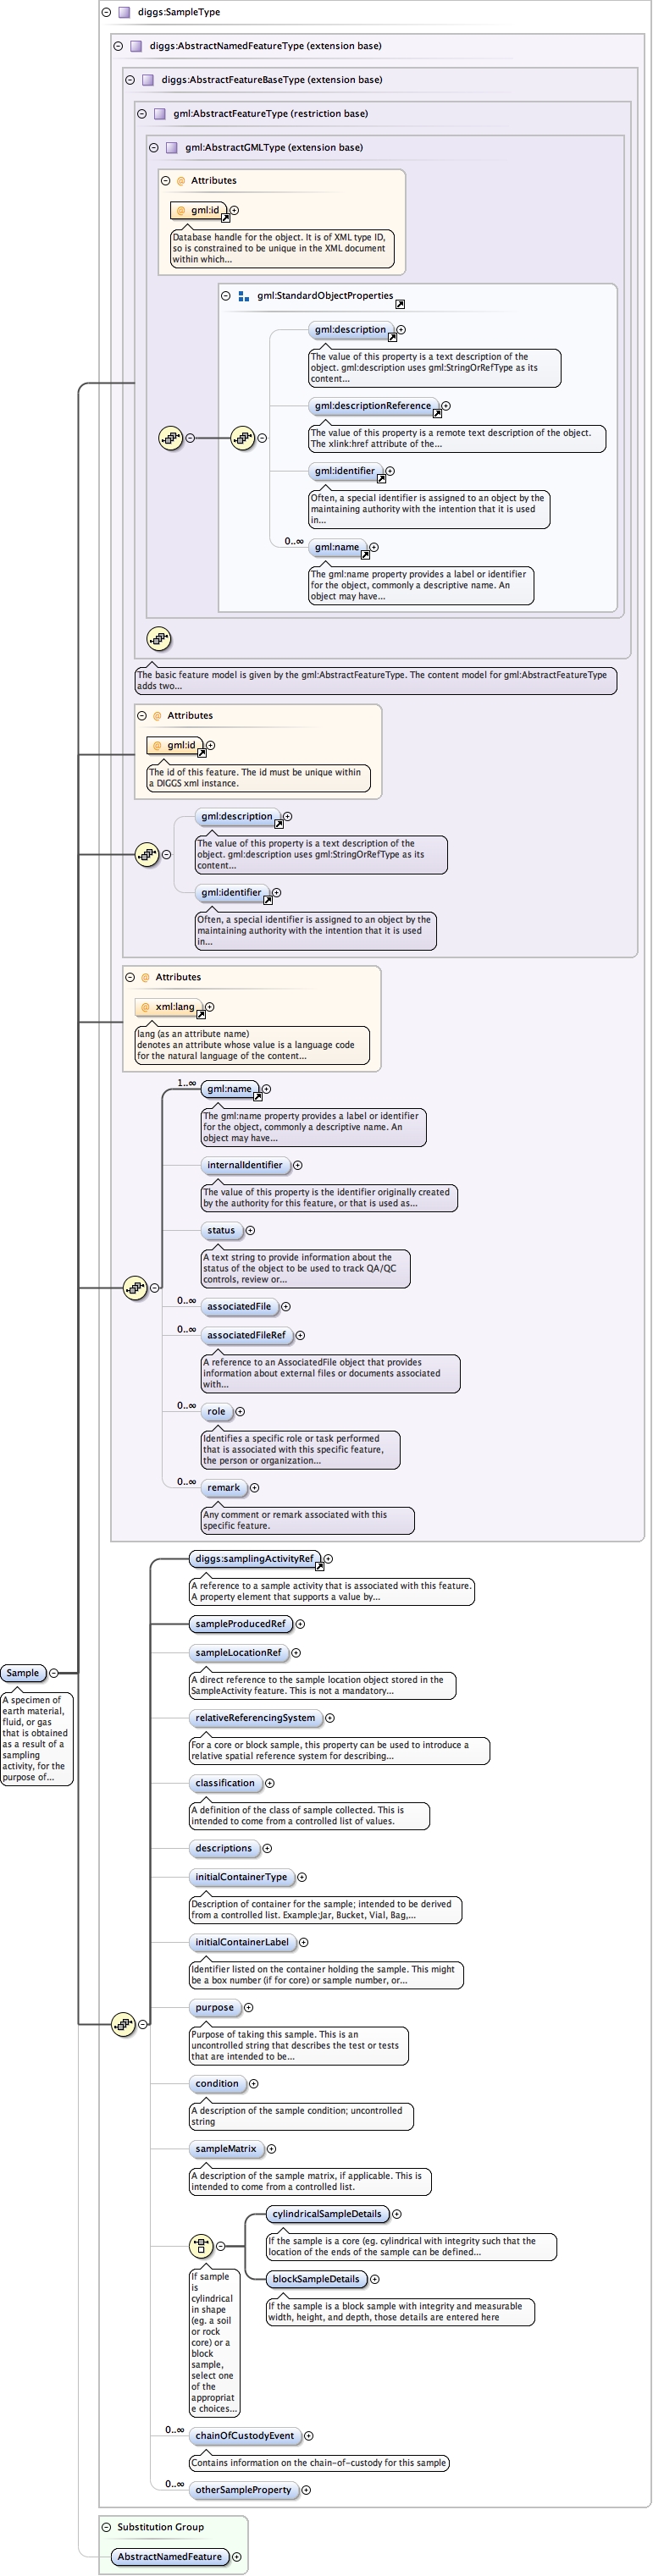 diggs:SampleType
diggs:AbstractNamedFeatureType (extension base)
diggs:AbstractFeatureBaseType (extension base)
gml:AbstractFeatureType (restriction base)
gml:AbstractGMLType (extension base)
@ Attributes
@ gml:id
Database handle for the object. It is of XML type ID,
so is constrained to be unique in the XML document
within which...
gml:StandardObjectProperties
gml:description
The value of this property is a text description of the
object. gml:description uses gml:StringOrRefType as its
content...
gml:descriptionReference
The value of this property is a remote text description of the object.
The xlink:href attribute of the...
gml:identifier
Often, a special identifier is assigned to an object by the
maintaining authority with the intention that it is used
in...
0..∞
gml:name
The gml:name property provides a label or identifier
for the object, commonly a descriptive name. An
object may have...
The basic feature model is given by the gml:AbstractFeatureType. The content model for gml:AbstractFeatureType
adds two...
@ Attributes
@ gml:id
The id of this feature. The id must be unique within
a DIGGS xml instance.
gml:description
The value of this property is a text description of the
object. gml:description uses gml:StringOrRefType as its
content...
gml:identifier
Often, a special identifier is assigned to an object by the
maintaining authority with the intention that it is used
in...
@ Attributes
@ xml:lang
lang (as an attribute name)
denotes an attribute whose value is a language code
for the natural language of the content...
1..∞
gml:name
The gml:name property provides a label or identifier
for the object, commonly a descriptive name. An
object may have...
internalIdentifier
The value of this property is the identifier originally created
by the authority for this feature, or that is used as...
status
A text string to provide information about the
status of the object to be used to track QA/QC
controls, review or...
0..∞
associatedFile
0..∞
associatedFileRef
A reference to an AssociatedFile object that provides
information about external files or documents associated
with...
0..∞
role
Identifies a specific role or task performed
that is associated with this specific feature,
the person or organization...
0..∞
remark
Any comment or remark associated with this
specific feature.
diggs:samplingActivityRef
A reference to a sample activity that is associated with this feature.
A property element that supports a value by...
sampleProducedRef
sampleLocationRef
A direct reference to the sample location object stored in the
SampleActivity feature. This is not a mandatory...
Sample
A specimen of
earth material,
fluid, or gas
that is obtained
as a result of a
sampling
activity, for the
purpose of...
relativeReferencingSystem
For a core or block sample, this property can be used to introduce a
relative spatial reference system for describing...
classification
A definition of the class of sample collected. This is
intended to come from a controlled list of values.
descriptions
initialContainerType
Description of container for the sample; intended to be derived
from a controlled list. Example:Jar, Bucket, Vial, Bag,...
initialContainerLabel
Identifier listed on the container holding the sample. This might
be a box number (if for core) or sample number, or...
purpose
Purpose of taking this sample. This is an
uncontrolled string that describes the test or tests
that are intended to be...
condition
A description of the sample condition; uncontrolled
string
sampleMatrix
A description of the sample matrix, if applicable. This is
intended to come from a controlled list.
cylindricalSampleDetails
If the sample is a core (eg. cylindrical with integrity such that the
location of the ends of the sample can be defined...
blockSampleDetails
If the sample is a block sample with integrity and measurable
width, height, and depth, those details are entered here
If sample
is
cylindrical
in shape
(eg. a soil
or rock
core) or a
block
sample,
select one
of the
appropriat
e choices...
0..∞
chainOfCustodyEvent
Contains information on the chain-of-custody for this sample
0..∞
otherSampleProperty
Substitution Group
AbstractNamedFeature